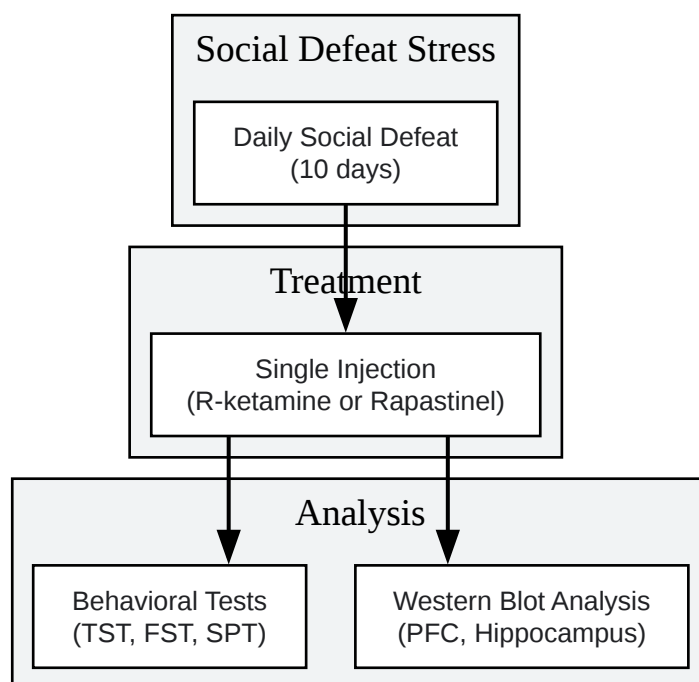 Social Defeat Stress
Daily Social Defeat
(10 days)
Treatment
Single Injection
(R-ketamine or Rapastinel)
Analysis
Behavioral Tests
(TST, FST, SPT)
Western Blot Analysis
(PFC, Hippocampus)